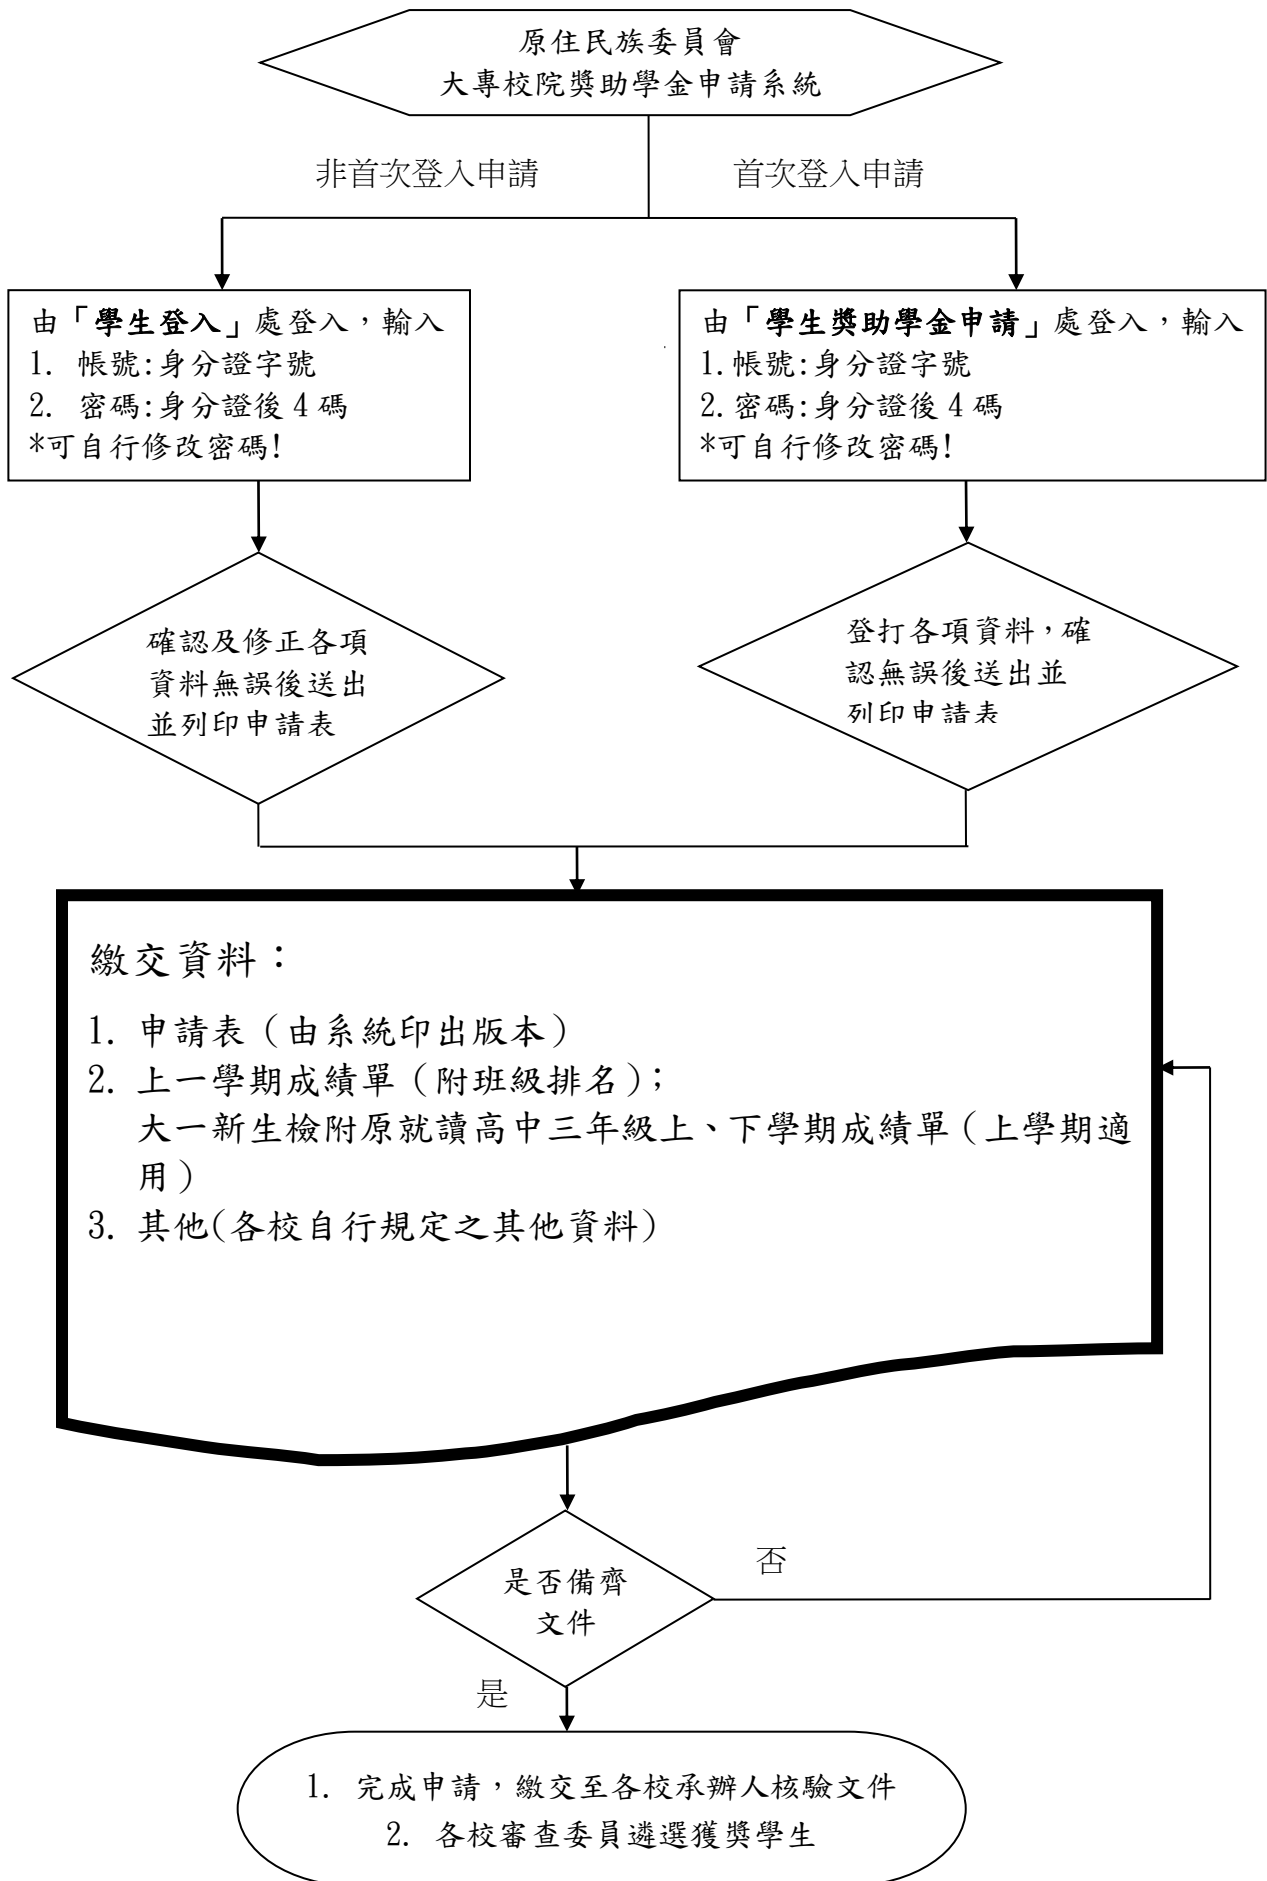 原住民族委員會
大專校院獎助學金申請系統
非首次登入申請
首次登入申請
由「學生登入」處登入，輸入
1. 帳號:身分證字號
2. 密碼:身分證後4碼
*可自行修改密碼!
由「學生獎助學金申請」處登入，輸入
1.帳號:身分證字號
2.密碼:身分證後4碼
*可自行修改密碼!
確認及修正各項
資料無誤後送出
並列印申請表
登打各項資料，確
認無誤後送出並
列印申請表
繳交資料：
1. 申請表（由系統印出版本）
2. 上一學期成績單（附班級排名）;
大一新生檢附原就讀高中三年級上、下學期成績單（上學期適
用）
3. 其他(各校自行規定之其他資料)
是否備齊
文件
否
是
1. 完成申請，繳交至各校承辦人核驗文件
2. 各校審查委員遴選獲獎學生